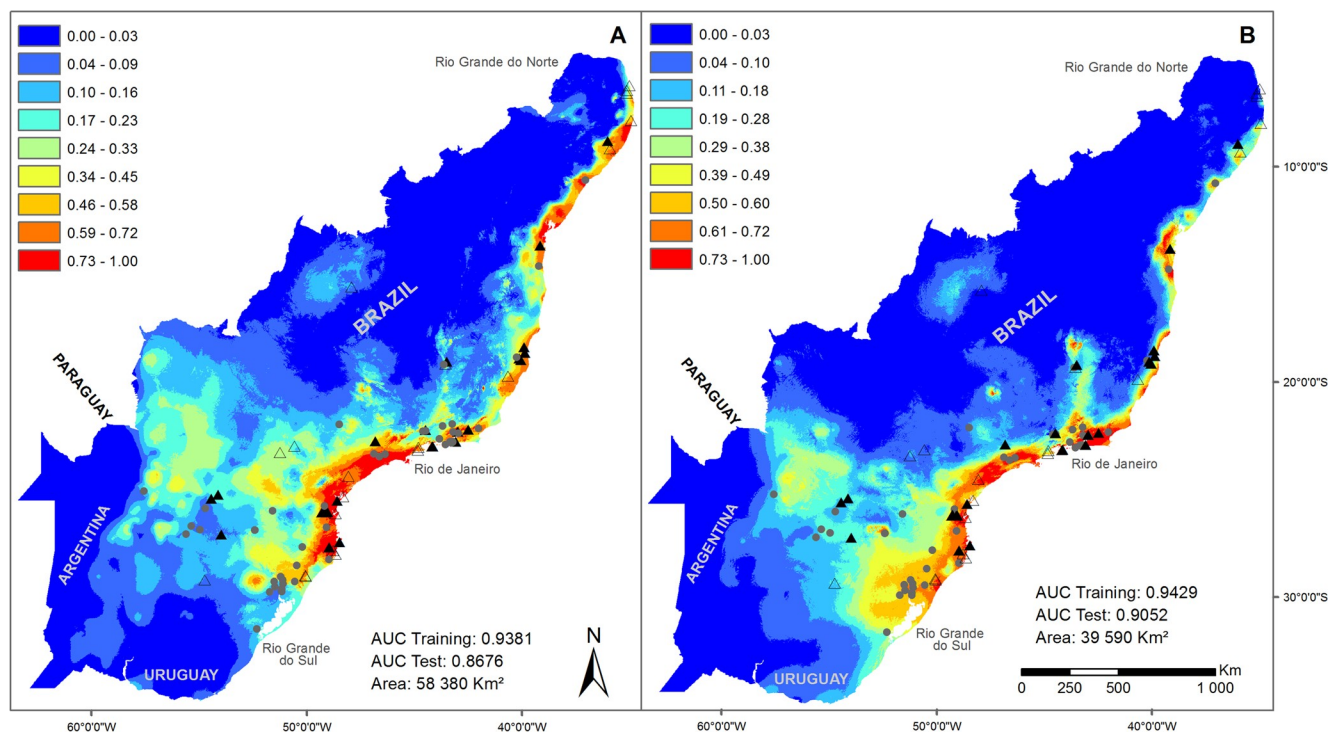 A
0.00 - 0.03
0.04 - 0.09
0.10 - 0.16
0.17 - 0.23
0.24 - 0.33
0.34 - 0.45
0.46 - 0.58
0.59 - 0.72
0.73 - 1.00
Rio Grande do Norte
BRAZIL
PARAGUAY
Rio de Janeiro
ARGENTINA
Rio Grande
do Sul
URUGUAY
AUC Training: 0.9381
AUC Test: 0.8676
Area: 58 380 Km²
N
60°0'0"W
50°0'0"W
40°0'0"W
B
0.00 - 0.03
0.04 - 0.10
0.11 - 0.18
0.19 - 0.28
0.29 - 0.38
0.39 - 0.49
0.50 - 0.60
0.61 - 0.72
0.73 - 1.00
Rio Grande do Norte
BRAZIL
PARAGUAY
Rio de Janeiro
ARGENTINA
Rio Grande
do Sul
URUGUAY
AUC Training: 0.9429
AUC Test: 0.9052
Area: 39 590 Km²
Km
0 250 500 1 000
10°0'0"S
20°0'0"S
30°0'0"S
60°0'0"W
50°0'0"W
40°0'0"W